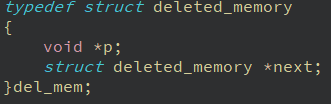 typedef struct deleted_memory
{
    void *p;
    struct deleted_memory *next;
}del_mem;